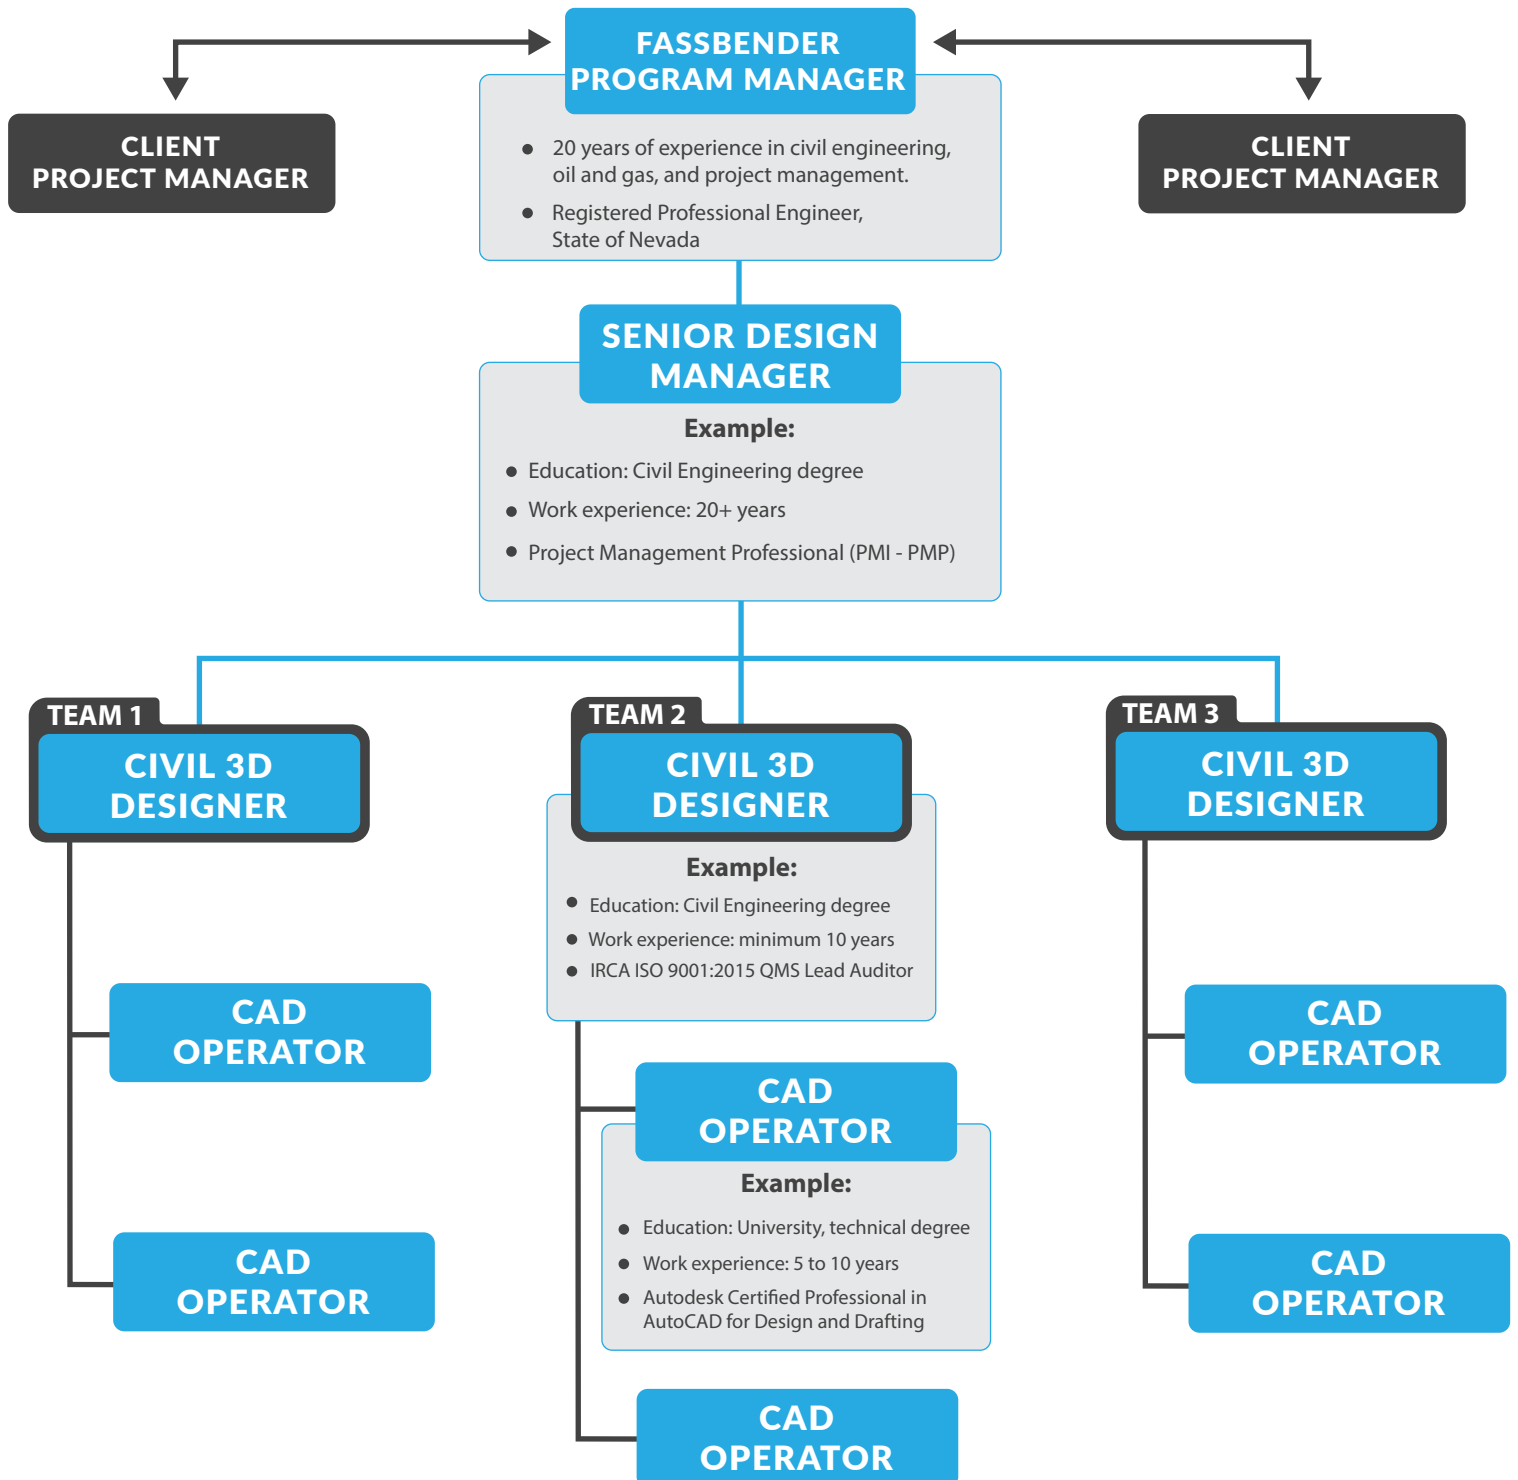 FASSBENDER
PROGRAM MANAGER
CLIENT
PROJECT MANAGER
CLIENT
PROJECT MANAGER
20 years of experience in civil engineering,
oil and gas, and project management.
Registered Professional Engineer,
State of Nevada
SENIOR DESIGN
MANAGER
Example:
Education: Civil Engineering degree
Work experience: 20+ years
Project Management Professional (PMI - PMP)
TEAM 1
CIVIL 3D
DESIGNER
CAD
OPERATOR
CAD
OPERATOR
TEAM 2
CIVIL 3D
DESIGNER
Example:
Education: Civil Engineering degree
Work experience: minimum 10 years
IRCA ISO 9001:2015 QMS Lead Auditor
CAD
OPERATOR
Example:
Education: University, technical degree
Work experience: 5 to 10 years
Autodesk Certified Professional in
AutoCAD for Design and Drafting
CAD
OPERATOR
TEAM 3
CIVIL 3D
DESIGNER
CAD
OPERATOR
CAD
OPERATOR